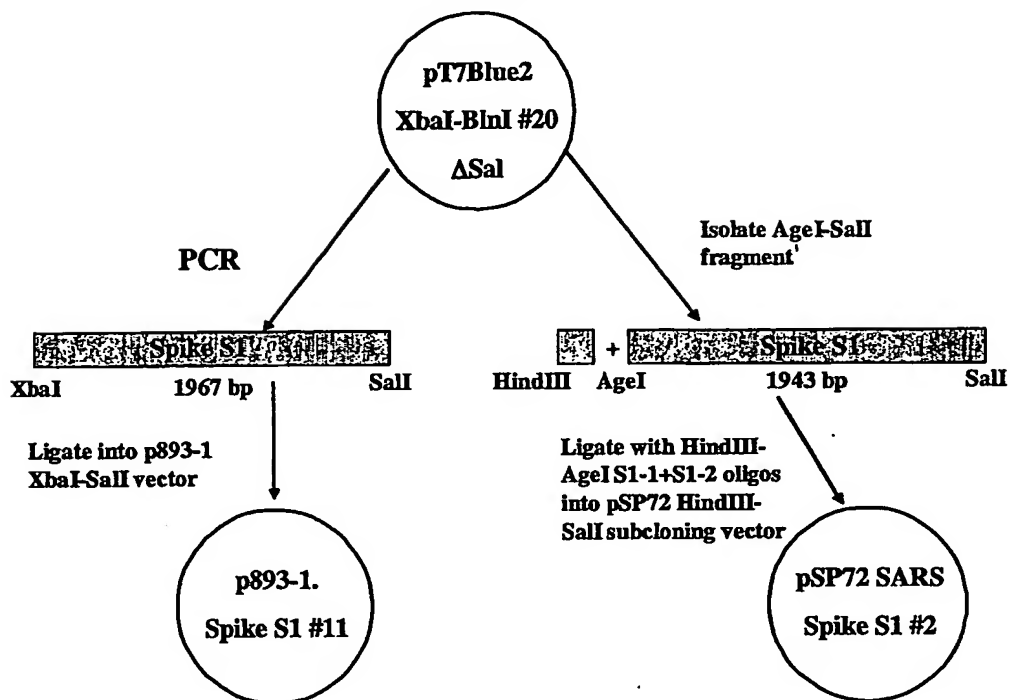 pT7Blue2
XbaI-BlnI #20
ΔSal
PCR
Isolate AgeI-SalI
fragment'
Spike S1
XbaI
1967 bp
SalI
+
Spike S1
HindIII
AgeI
1943 bp
SalI
Ligate into p893-1
XbaI-SalI vector
Ligate with HindIII-
AgeI S1-1+S1-2 oligos
into pSP72 HindIII-
SalI subcloning vector
p893-1.
Spike S1 #11
pSP72 SARS
Spike S1 #2